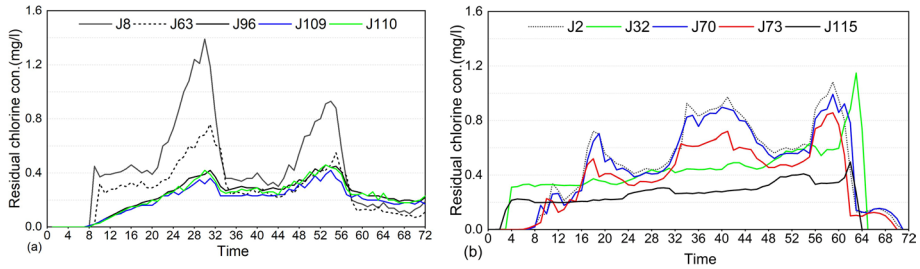 J8 J63 J96 J109 J110
Residual chlorine con.(mg/l)
1.6
1.2
0.8
0.4
0.0
0 4 8 12 16 20 24 28 32 36 40 44 48 52 56 60 64 68 72
Time
(a)
J2 J32 J70 J73 J115
Residual chlorine con.(mg/l)
1.6
1.2
0.8
0.4
0.0
0 4 8 12 16 20 24 28 32 36 40 44 48 52 56 60 64 68 72
Time
(b)